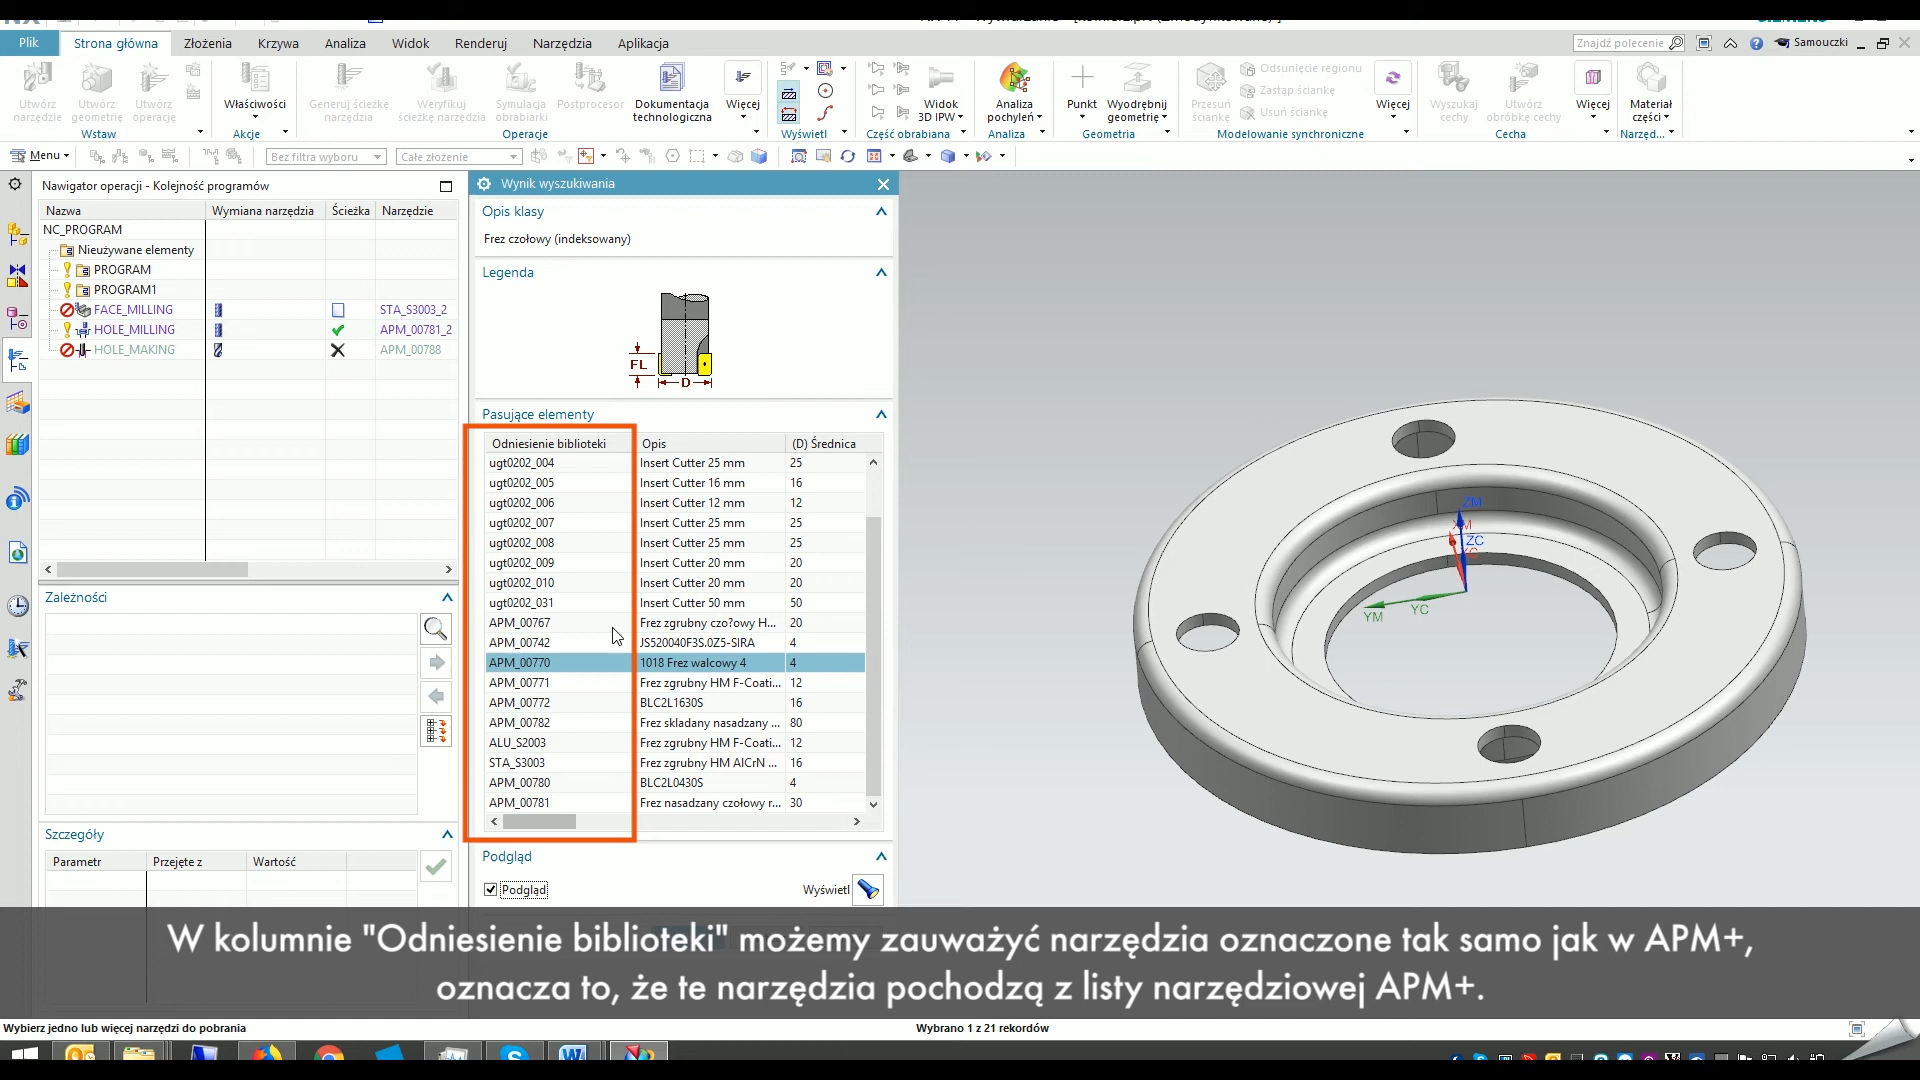 Plik Strona główna Złożenia Krzywa Analiza Widok Renderuj Narzędzia Aplikacja Znajdź polecenie Samouczki
Utwórz narzędzie
Utwórz geometrię
Utwórz operację
Wstaw
Właściwości
Akcje
Generuj ścieżkę narzędzia
Weryfikuj ścieżkę narzędzia
Symulacja obrabiarki
Postprocesor
Dokumentacja technologiczna
Więcej
Operacje
Wyświetl
Widok 3D IPW
Część obrabiana
Analiza pochyleń
Analiza
Punkt
Wyodrębnij geometrię
Geometria
Przesuń ściankę
Odsunięcie regionu
Zastąp ściankę
Usuń ściankę
Więcej
Modelowanie synchroniczne
Wyszukaj cechy
Utwórz obróbkę cechy
Więcej
Cecha
Materiał części
Narzędz...
Menu Bez filtra wyboru Całe złożenie
Nawigator operacji - Kolejność programów
Nazwa Wymiana narzędzia Ścieżka Narzędzie
NC_PROGRAM
Nieużywane elementy
PROGRAM
PROGRAM1
FACE_MILLING STA_S3003_2
HOLE_MILLING APM_00781_2
HOLE_MAKING APM_00788
Zależności
Szczegóły
Parametr Przejęte z Wartość
Wynik wyszukiwania
Opis klasy
Frez czołowy (indeksowany)
Legenda
FL
D
Pasujące elementy
Odniesienie biblioteki Opis (D) Średnica
ugt0202_004 Insert Cutter 25 mm 25
ugt0202_005 Insert Cutter 16 mm 16
ugt0202_006 Insert Cutter 12 mm 12
ugt0202_007 Insert Cutter 25 mm 25
ugt0202_008 Insert Cutter 25 mm 25
ugt0202_009 Insert Cutter 20 mm 20
ugt0202_010 Insert Cutter 20 mm 20
ugt0202_031 Insert Cutter 50 mm 50
APM_00767 Frez zgrubny czo?owy H... 20
APM_00742 JS520040F3S.0Z5-SIRA 4
APM_00770 1018 Frez walcowy 4 4
APM_00771 Frez zgrubny HM F-Coati... 12
APM_00772 BLC2L1630S 16
APM_00782 Frez skladany nasadzany ... 80
ALU_S2003 Frez zgrubny HM F-Coati... 12
STA_S3003 Frez zgrubny HM AlCrN ... 16
APM_00780 BLC2L0430S 4
APM_00781 Frez nasadzany czołowy r... 30
Podgląd
Podgląd Wyświetl
ZM
XM
ZC
YC
YM
W kolumnie "Odniesienie biblioteki" możemy zauważyć narzędzia oznaczone tak samo jak w APM+,
oznacza to, że te narzędzia pochodzą z listy narzędziowej APM+.
Wybierz jedno lub więcej narzędzi do pobrania Wybrano 1 z 21 rekordów